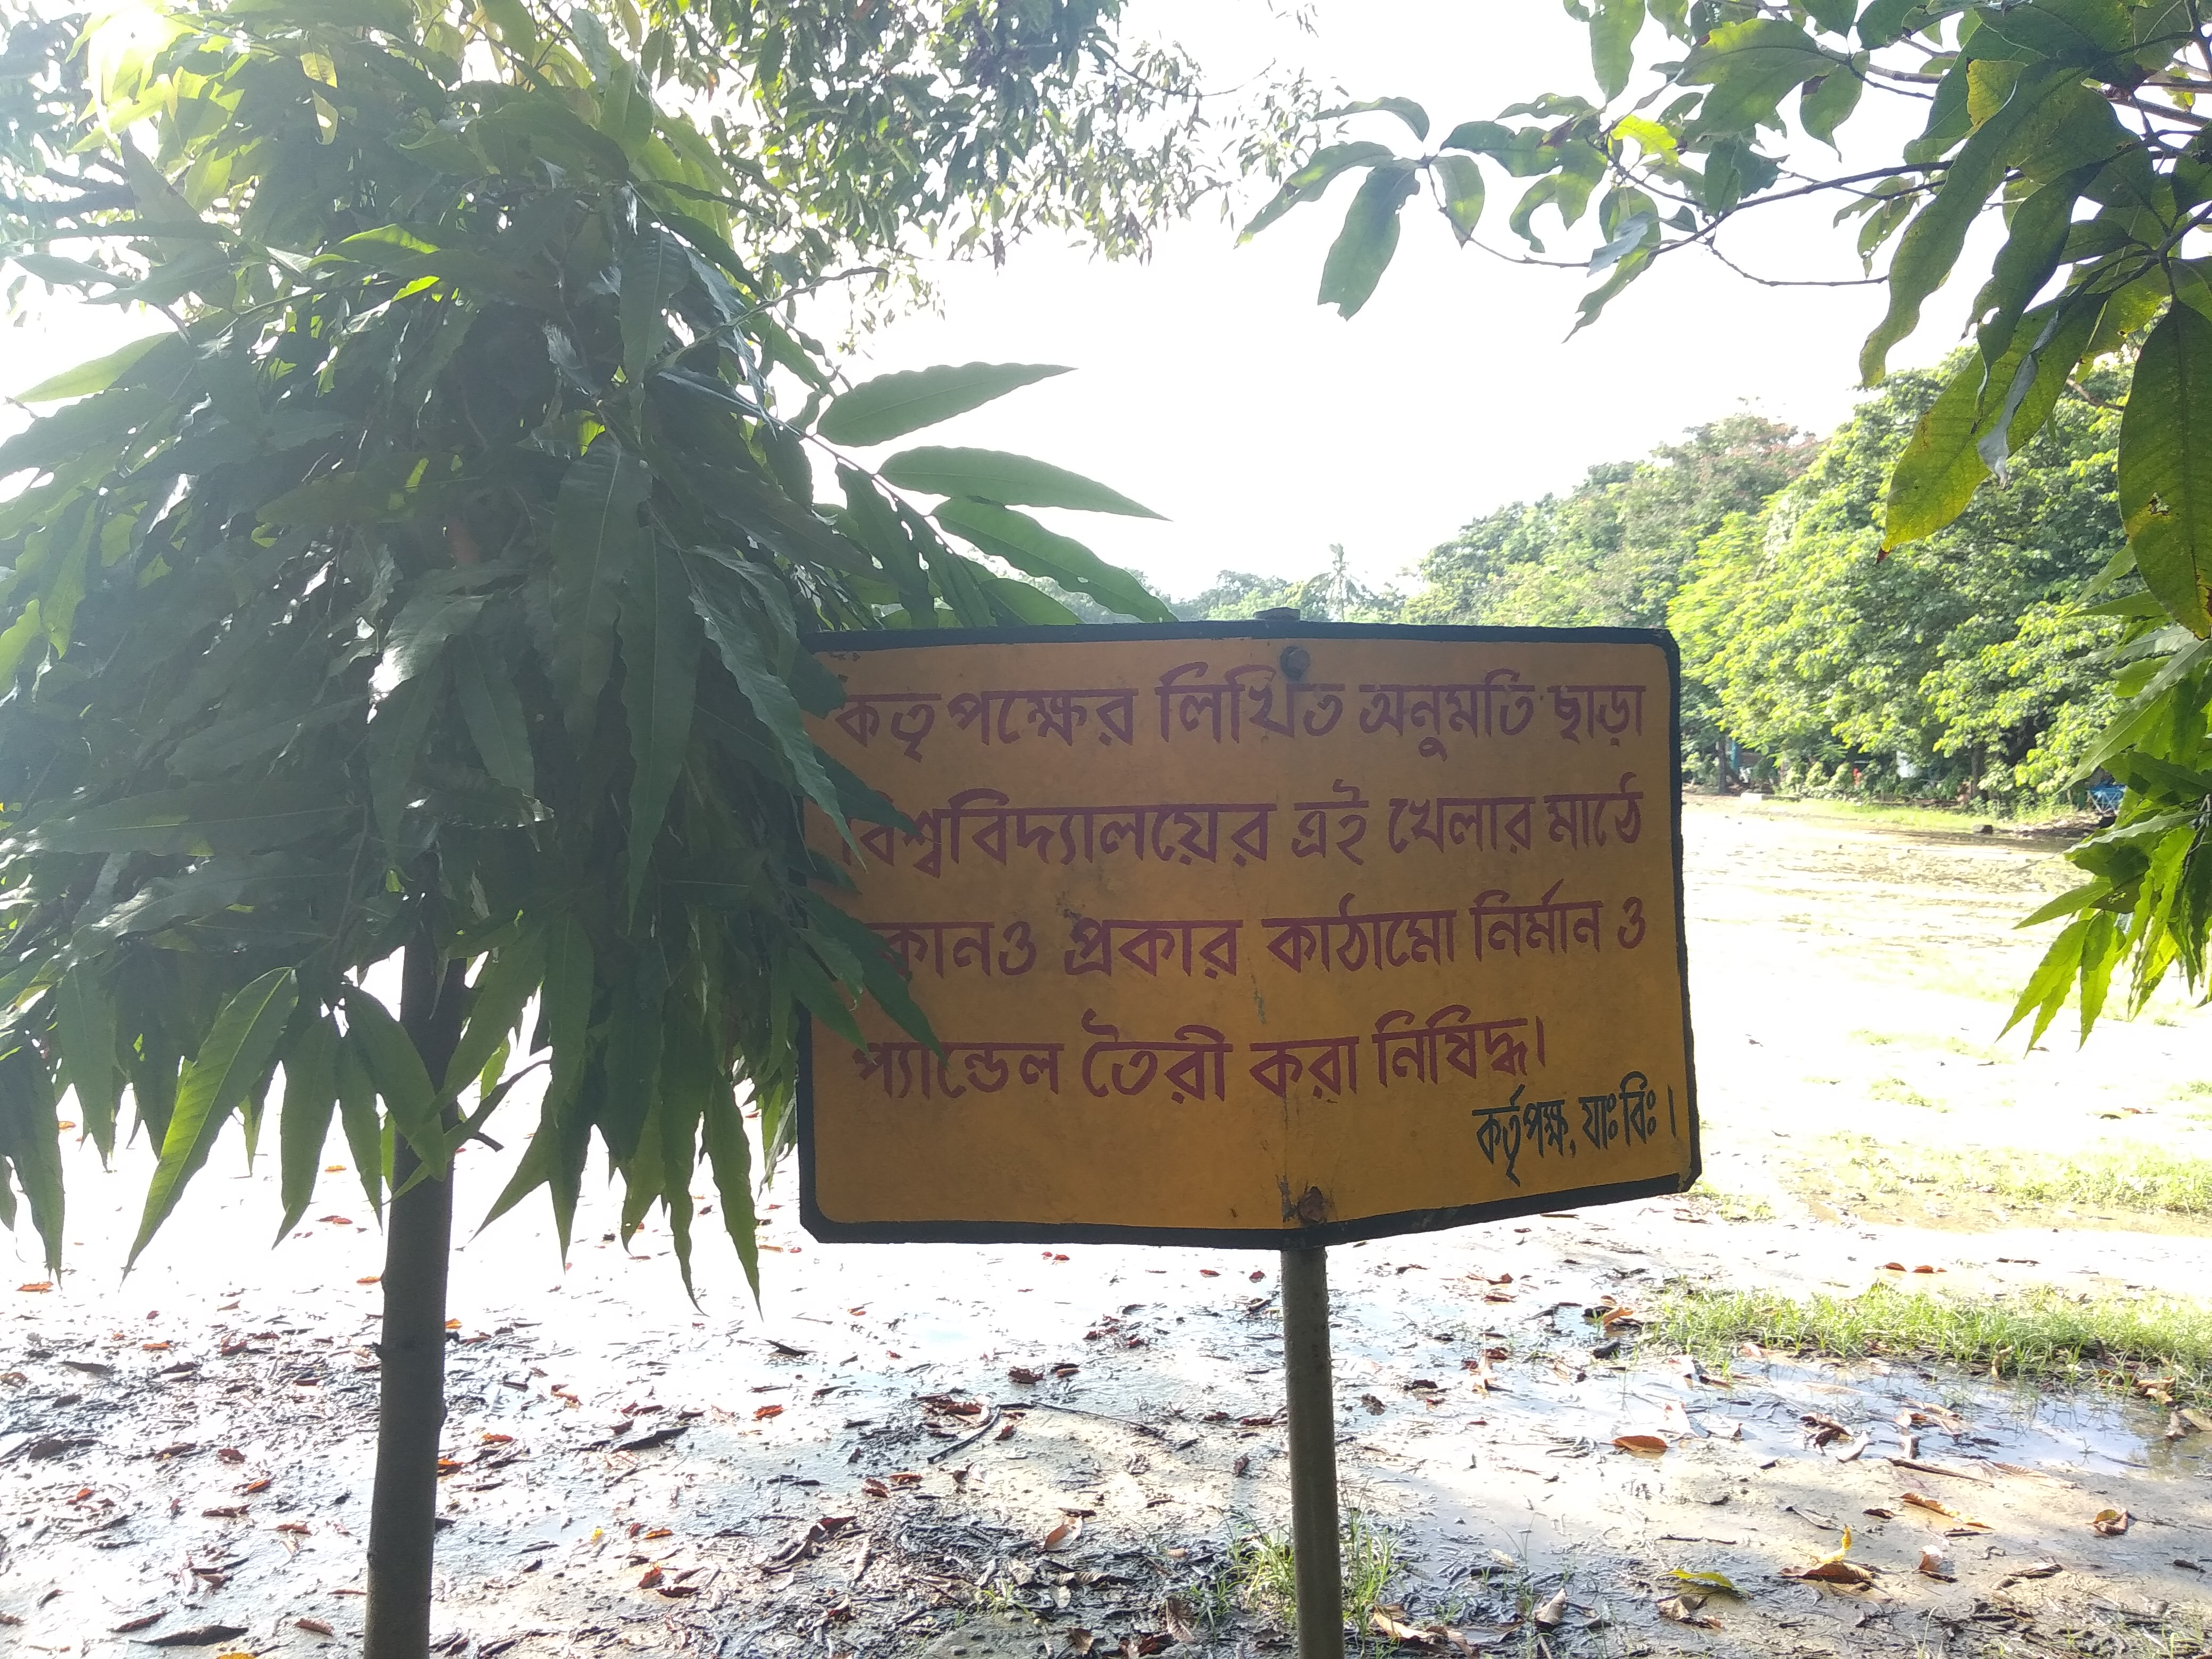 কতৃপক্ষের লিখিত অনুমতি ছাড়া
বিশ্ববিদ্যালয়ের এই খেলার মাঠে
কোনও প্রকার কাঠামো নির্মান ও
প্যান্ডেল তৈরী করা নিষিদ্ধ।
কর্তৃপক্ষ, যাঃ বিঃ।